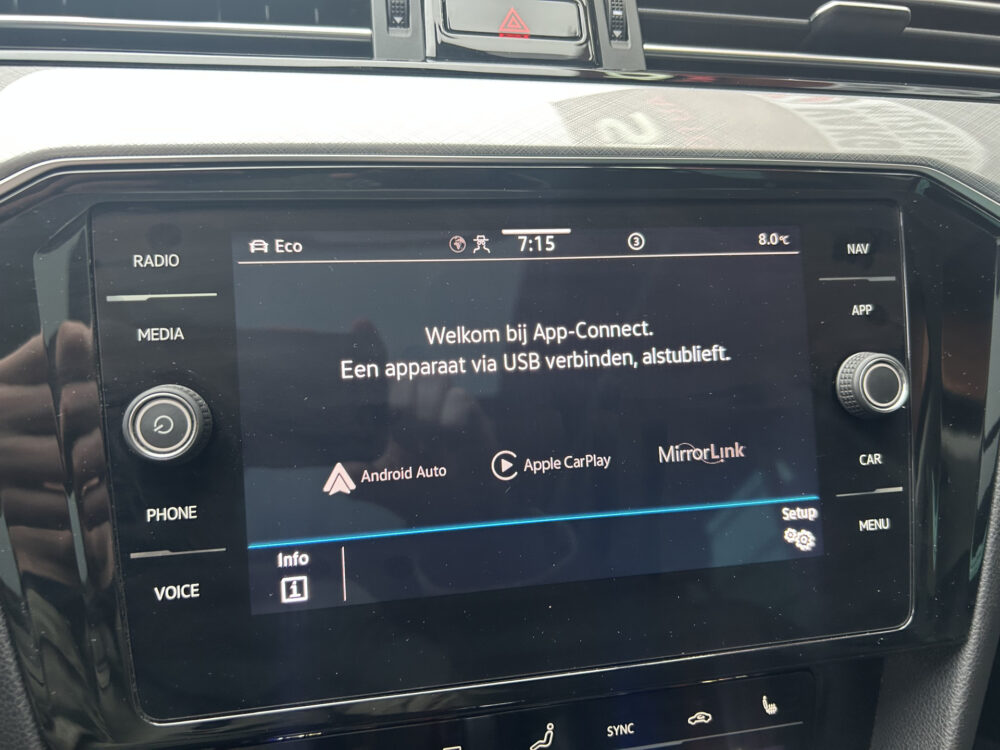 RADIO
MEDIA
PHONE
VOICE
Eco
7:15
3
8.0°C
Welkom bij App-Connect.
Een apparaat via USB verbinden, alstublieft.
Android Auto
Apple CarPlay
MirrorLink
Info
i
Setup
NAV
APP
CAR
MENU
SYNC